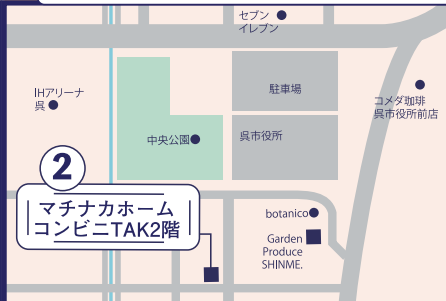 セブン
イレブン
IHアリーナ
呉
駐車場
コメダ珈琲
呉市役所前店
中央公園
呉市役所
2
マチナカホーム
コンビニTAK2階
botanico
Garden
Produce
SHINME.